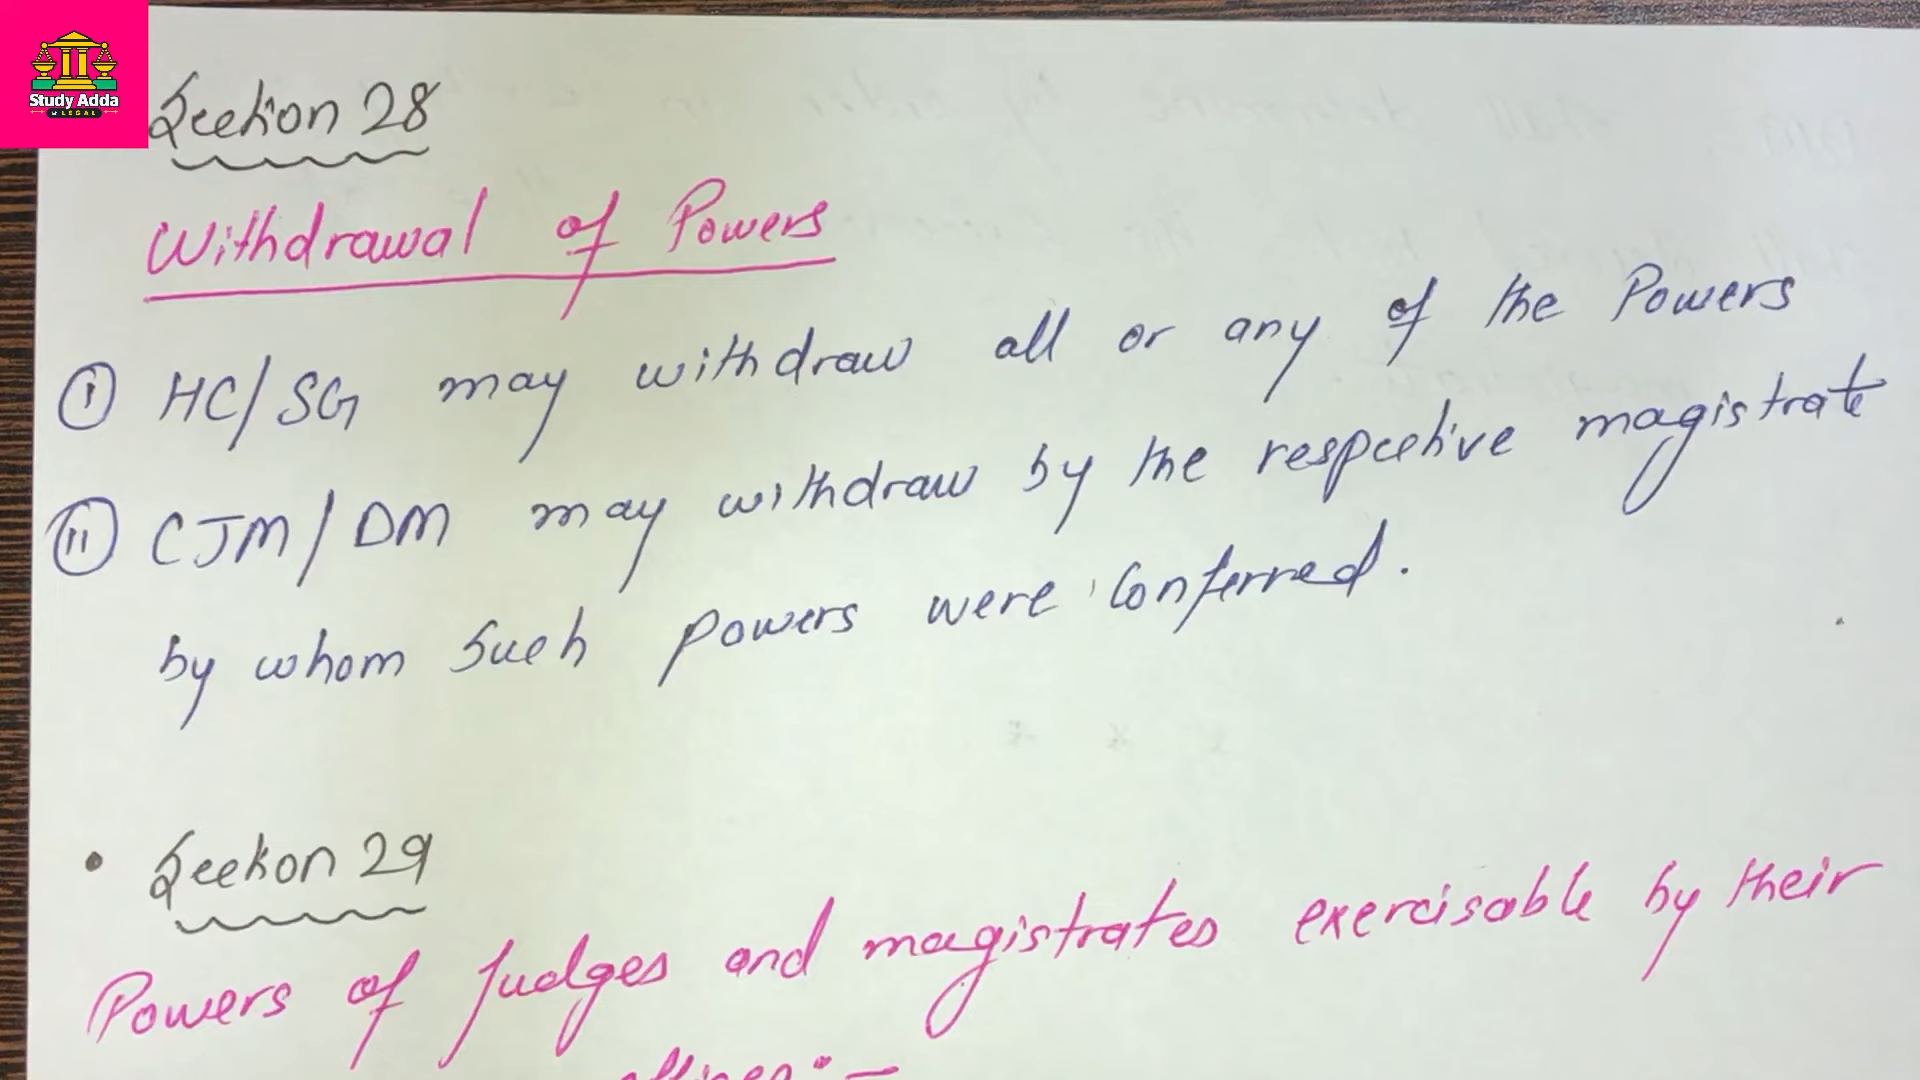 Study Adda
LEGAL
Section 28
Withdrawal of Powers
(i) HC/SG may withdraw all or any of the Powers
(ii) CJM/DM may withdraw by the respective magistrate
by whom such powers were conferred.
• Section 29
Powers of Judges and magistrates exercisable by their